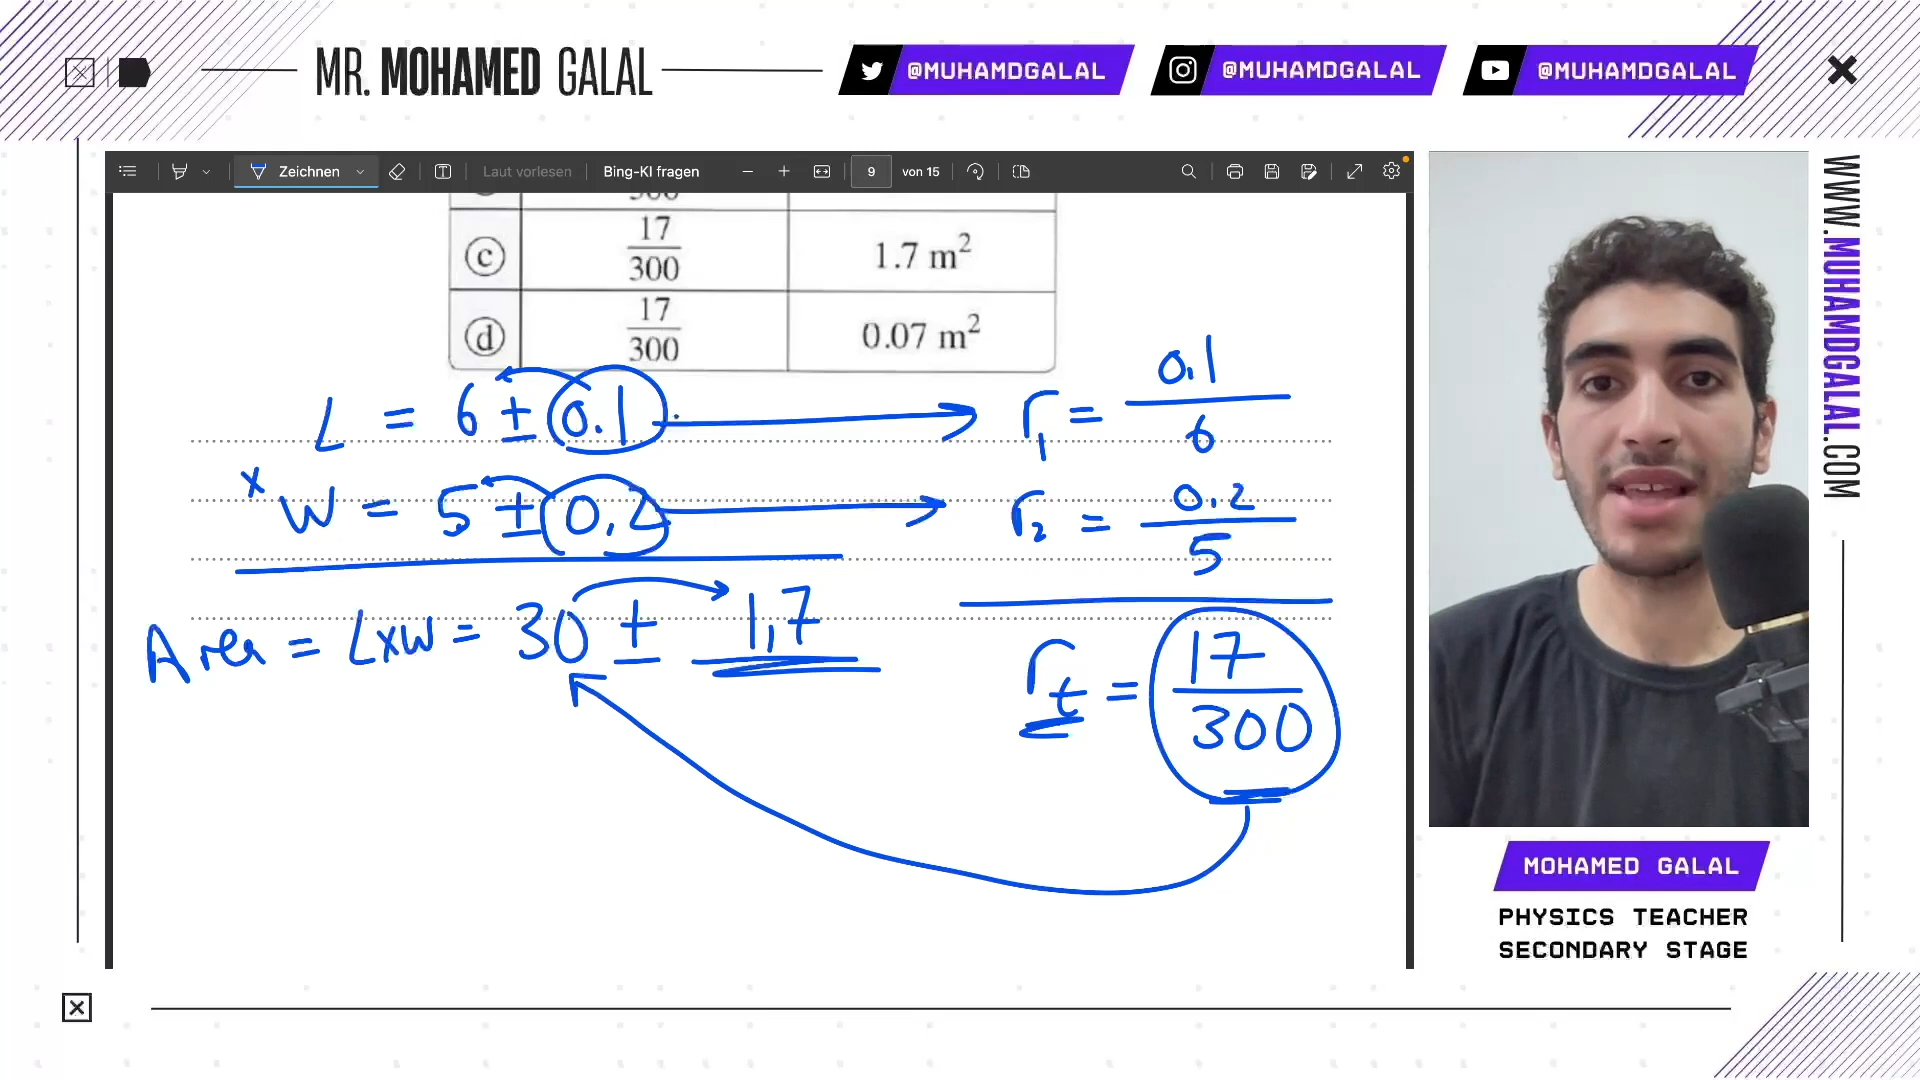 MR. MOHAMED GALAL
@MUHAMDGALAL
@MUHAMDGALAL
@MUHAMDGALAL
Zeichnen
Laut vorlesen
Bing-KI fragen
9
von 15
300
c
17
300
1.7 m²
d
17
300
0.07 m²
L = 6 ± 0.1
r₁ = 0.1
6
x
W = 5 ± 0,2
r₂ = 0.2
5
Area = L×W = 30 ± 1,7
rt = 17
300
WWW.MUHAMDGALAL.COM
MOHAMED GALAL
PHYSICS TEACHER
SECONDARY STAGE